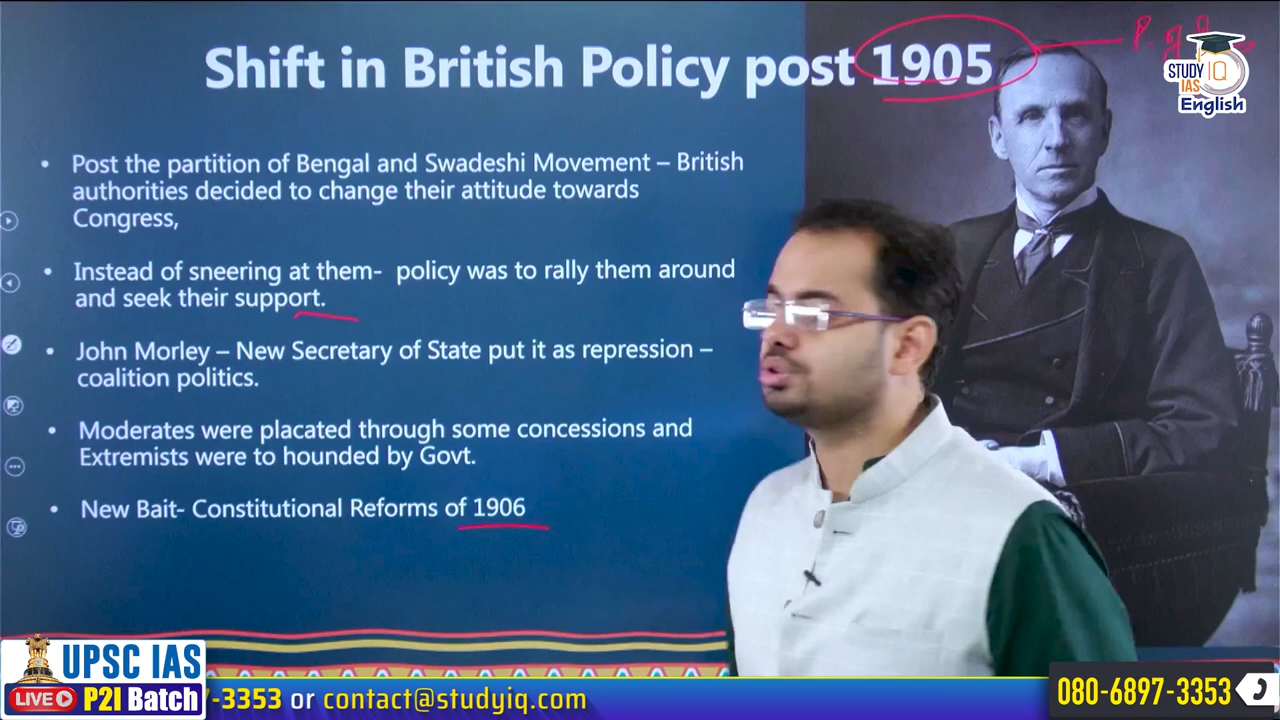 Shift in British Policy post 1905
STUDY IQ
IAS
English
• Post the partition of Bengal and Swadeshi Movement – British
authorities decided to change their attitude towards
Congress,
• Instead of sneering at them- policy was to rally them around
and seek their support.
• John Morley – New Secretary of State put it as repression –
coalition politics.
• Moderates were placated through some concessions and
Extremists were to hounded by Govt.
• New Bait- Constitutional Reforms of 1906
UPSC IAS
LIVE P2I Batch
7-3353 or contact@studyiq.com
080-6897-3353